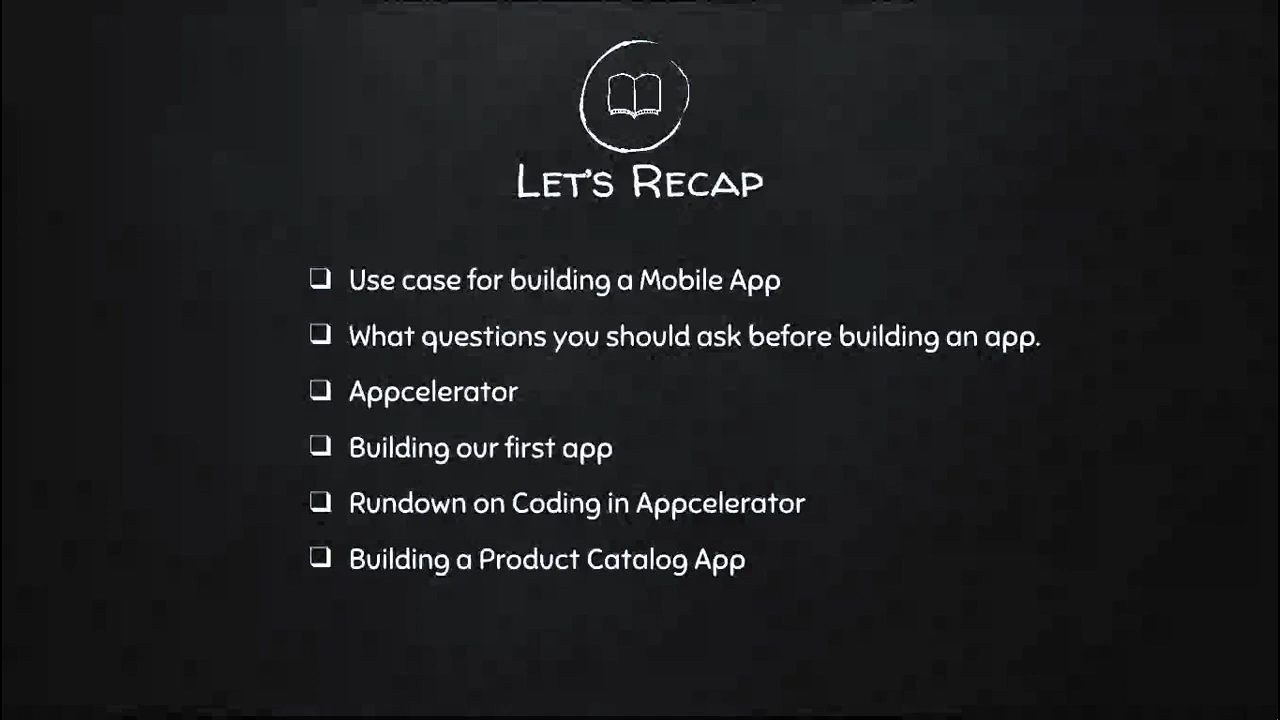 Let's Recap
❑ Use case for building a Mobile App
❑ What questions you should ask before building an app.
❑ Appcelerator
❑ Building our first app
❑ Rundown on Coding in Appcelerator
❑ Building a Product Catalog App